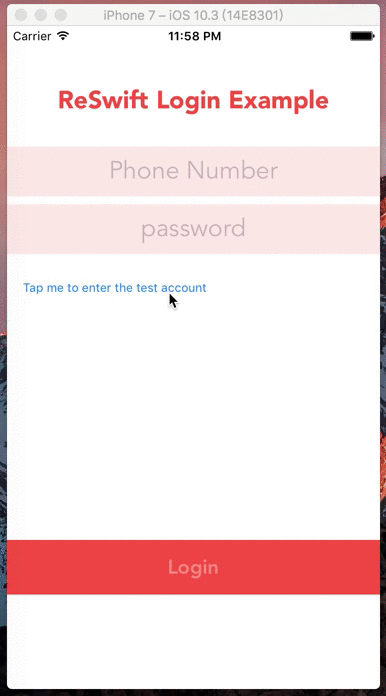 iPhone 7 – iOS 10.3 (14E8301)
Carrier 11:58 PM
ReSwift Login Example
Phone Number
password
Tap me to enter the test account
Login